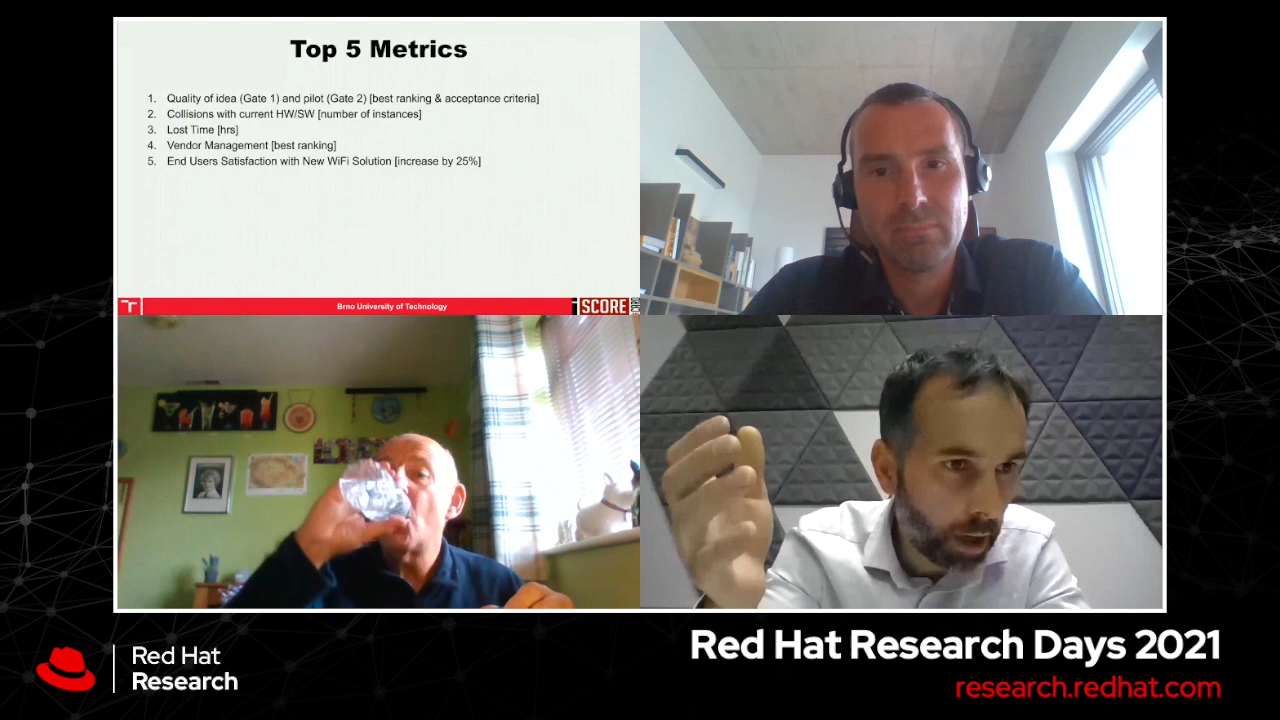 Top 5 Metrics
1. Quality of idea (Gate 1) and pilot (Gate 2) [best ranking & acceptance criteria]
2. Collisions with current HW/SW [number of instances]
3. Lost Time [hrs]
4. Vendor Management [best ranking]
5. End Users Satisfaction with New WiFi Solution [increase by 25%]
Brno University of Technology
SCORE
Red Hat
Research
Red Hat Research Days 2021
research.redhat.com